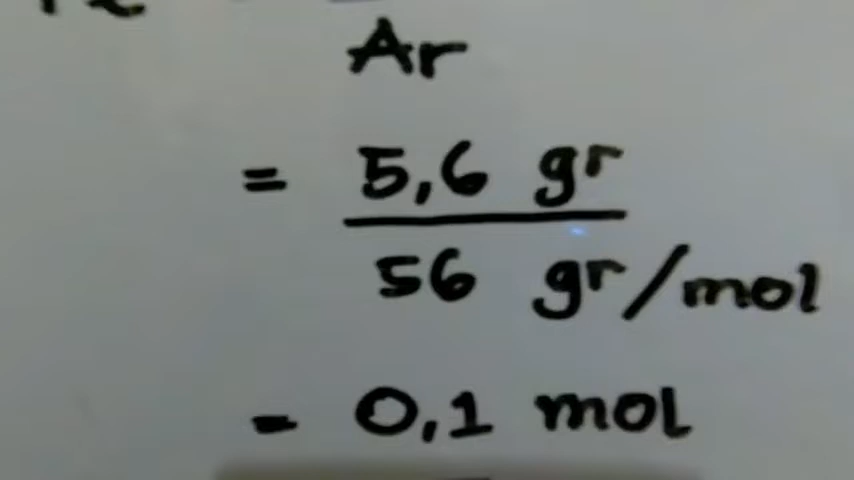 Ar
= 5,6 gr
56 gr/mol
= 0,1 mol